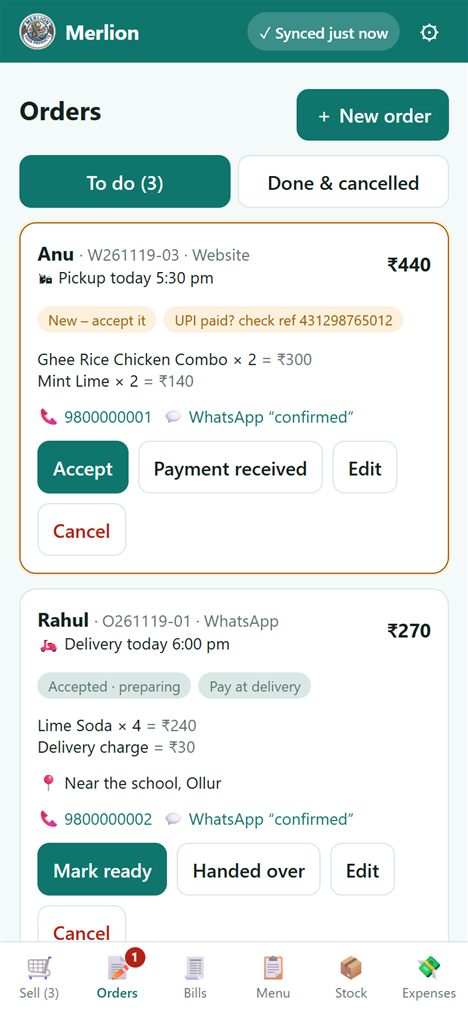 Merlion
✓ Synced just now
Orders
+ New order
To do (3)
Done & cancelled
Anu · W261119-03 · Website
₹440
Pickup today 5:30 pm
New – accept it
UPI paid? check ref 431298765012
Ghee Rice Chicken Combo × 2 = ₹300
Mint Lime × 2 = ₹140
9800000001
WhatsApp “confirmed”
Accept
Payment received
Edit
Cancel
Rahul · O261119-01 · WhatsApp
₹270
Delivery today 6:00 pm
Accepted · preparing
Pay at delivery
Lime Soda × 4 = ₹240
Delivery charge = ₹30
Near the school, Ollur
9800000002
WhatsApp “confirmed”
Mark ready
Handed over
Edit
Cancel
1
Sell (3)
Orders
Bills
Menu
Stock
Expenses